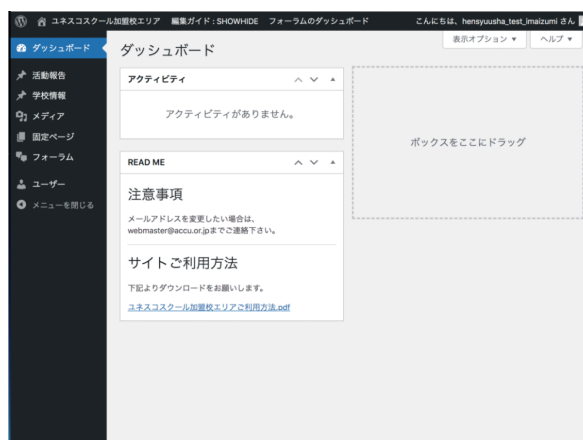 ユネスコスクール加盟校エリア 編集ガイド : SHOWHIDE フォーラムのダッシュボード こんにちは、hensyuusha_test_imaizumi さん
表示オプション ▼ ヘルプ ▼
ダッシュボード
活動報告
学校情報
メディア
固定ページ
フォーラム
ユーザー
メニューを閉じる
ダッシュボード
アクティビティ
アクティビティがありません。
READ ME
注意事項
メールアドレスを変更したい場合は、
webmaster@accu.or.jpまでご連絡下さい。
サイトご利用方法
下記よりダウンロードをお願いします。
ユネスコスクール加盟校エリアご利用方法.pdf
ボックスをここにドラッグ